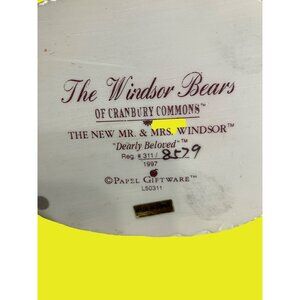 The Windsor Bears
OF CRANBURY COMMONS™
THE NEW MR. & MRS. WINDSOR™
"Dearly Beloved"™
Reg. # 311/8579
1997
©PAPEL GIFTWARE™
L50311